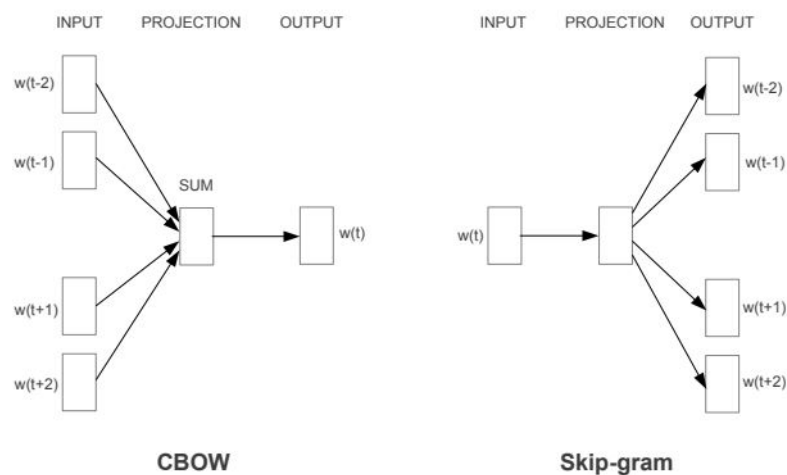 INPUT PROJECTION OUTPUT
w(t-2)
w(t-1)
SUM
w(t)
w(t+1)
w(t+2)
CBOW
INPUT PROJECTION OUTPUT
w(t-2)
w(t-1)
w(t)
w(t+1)
w(t+2)
Skip-gram